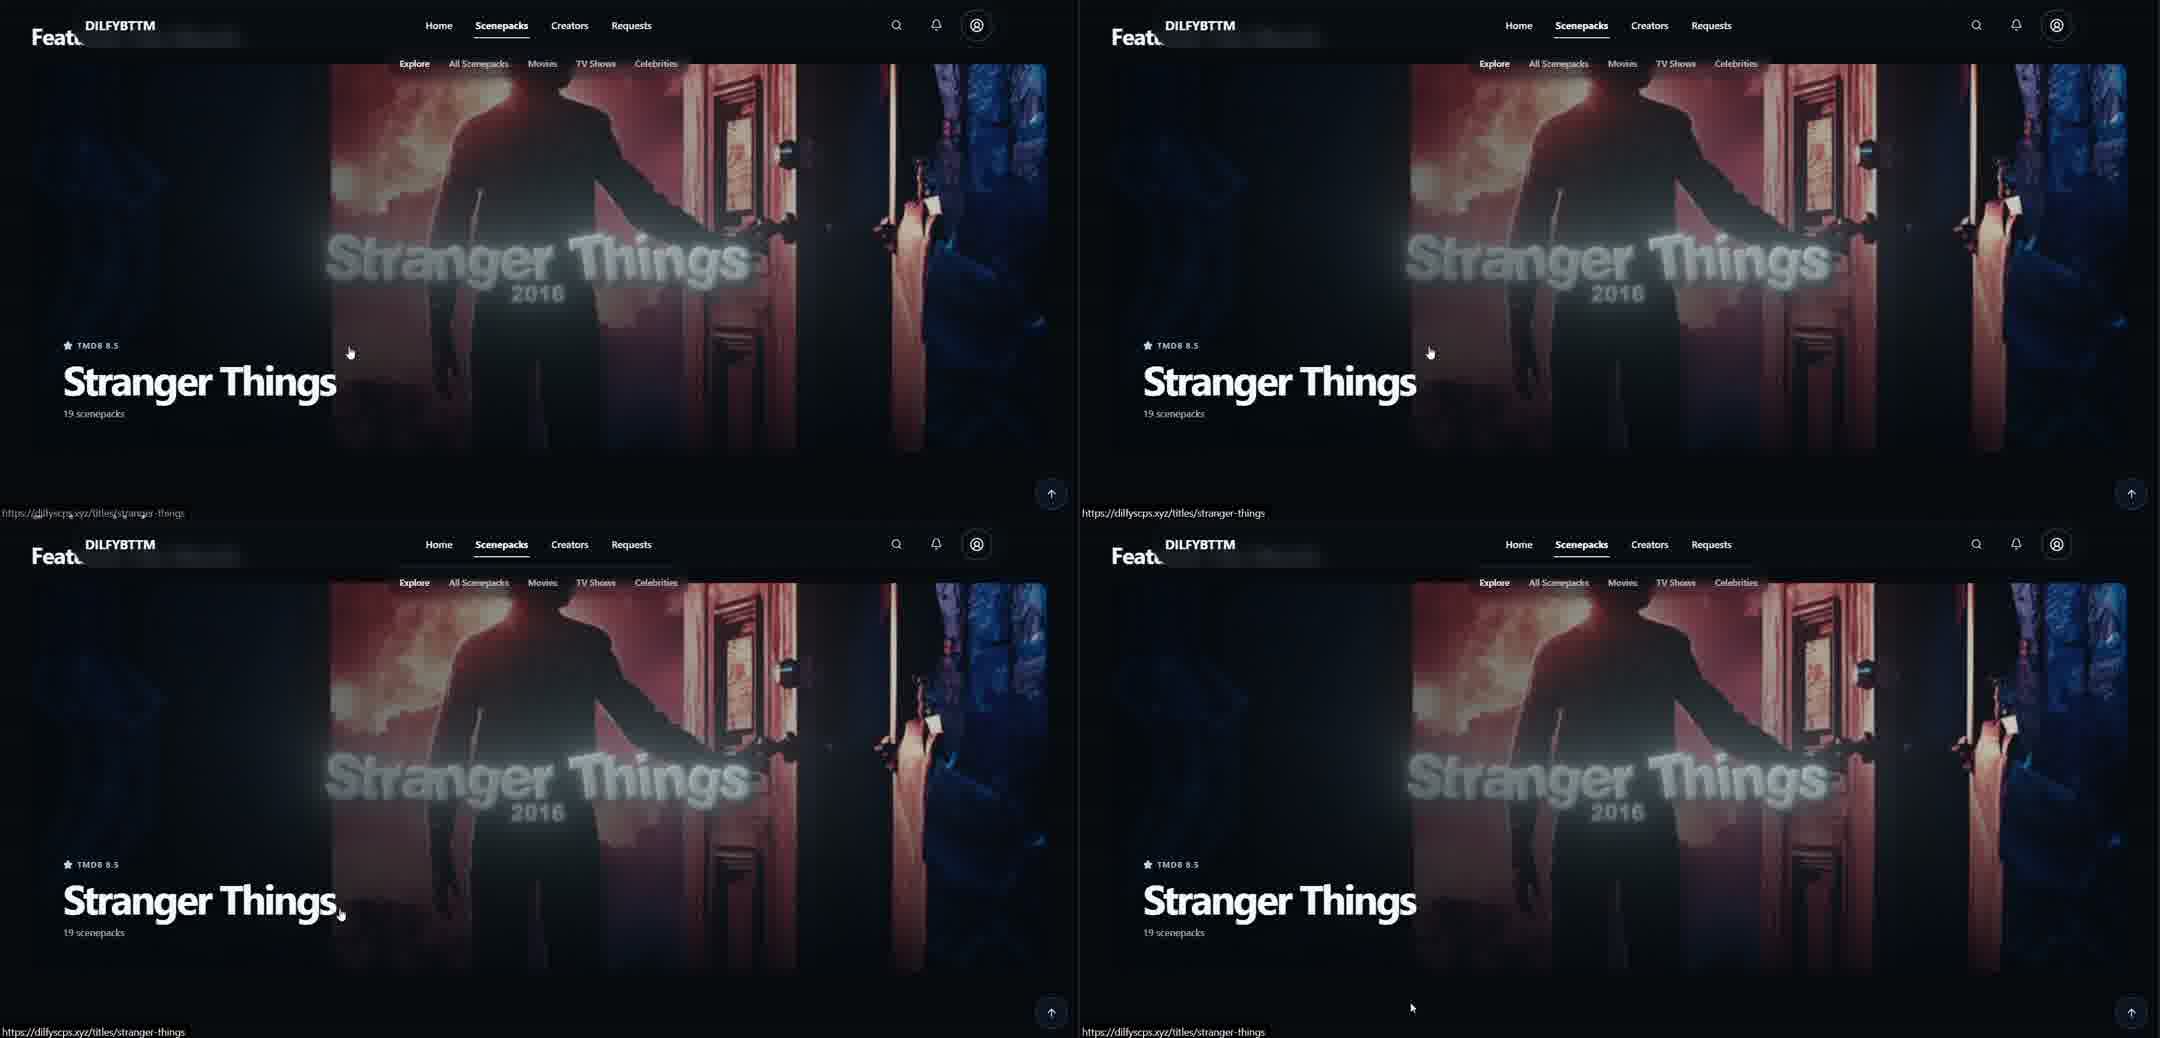 DILFYBTTM
Home Scenepacks Creators Requests
Featu
Explore All Scenepacks Movies TV Shows Celebrities
Stranger Things
2016
TMDB 8.5
Stranger Things
19 scenepacks
https://dilfyscps.xyz/titles/stranger-things
DILFYBTTM
Home Scenepacks Creators Requests
Featu
Explore All Scenepacks Movies TV Shows Celebrities
Stranger Things
2016
TMDB 8.5
Stranger Things
19 scenepacks
https://dilfyscps.xyz/titles/stranger-things
DILFYBTTM
Home Scenepacks Creators Requests
Featu
Explore All Scenepacks Movies TV Shows Celebrities
Stranger Things
2016
TMDB 8.5
Stranger Things
19 scenepacks
https://dilfyscps.xyz/titles/stranger-things
DILFYBTTM
Home Scenepacks Creators Requests
Featu
Explore All Scenepacks Movies TV Shows Celebrities
Stranger Things
2016
TMDB 8.5
Stranger Things
19 scenepacks
https://dilfyscps.xyz/titles/stranger-things